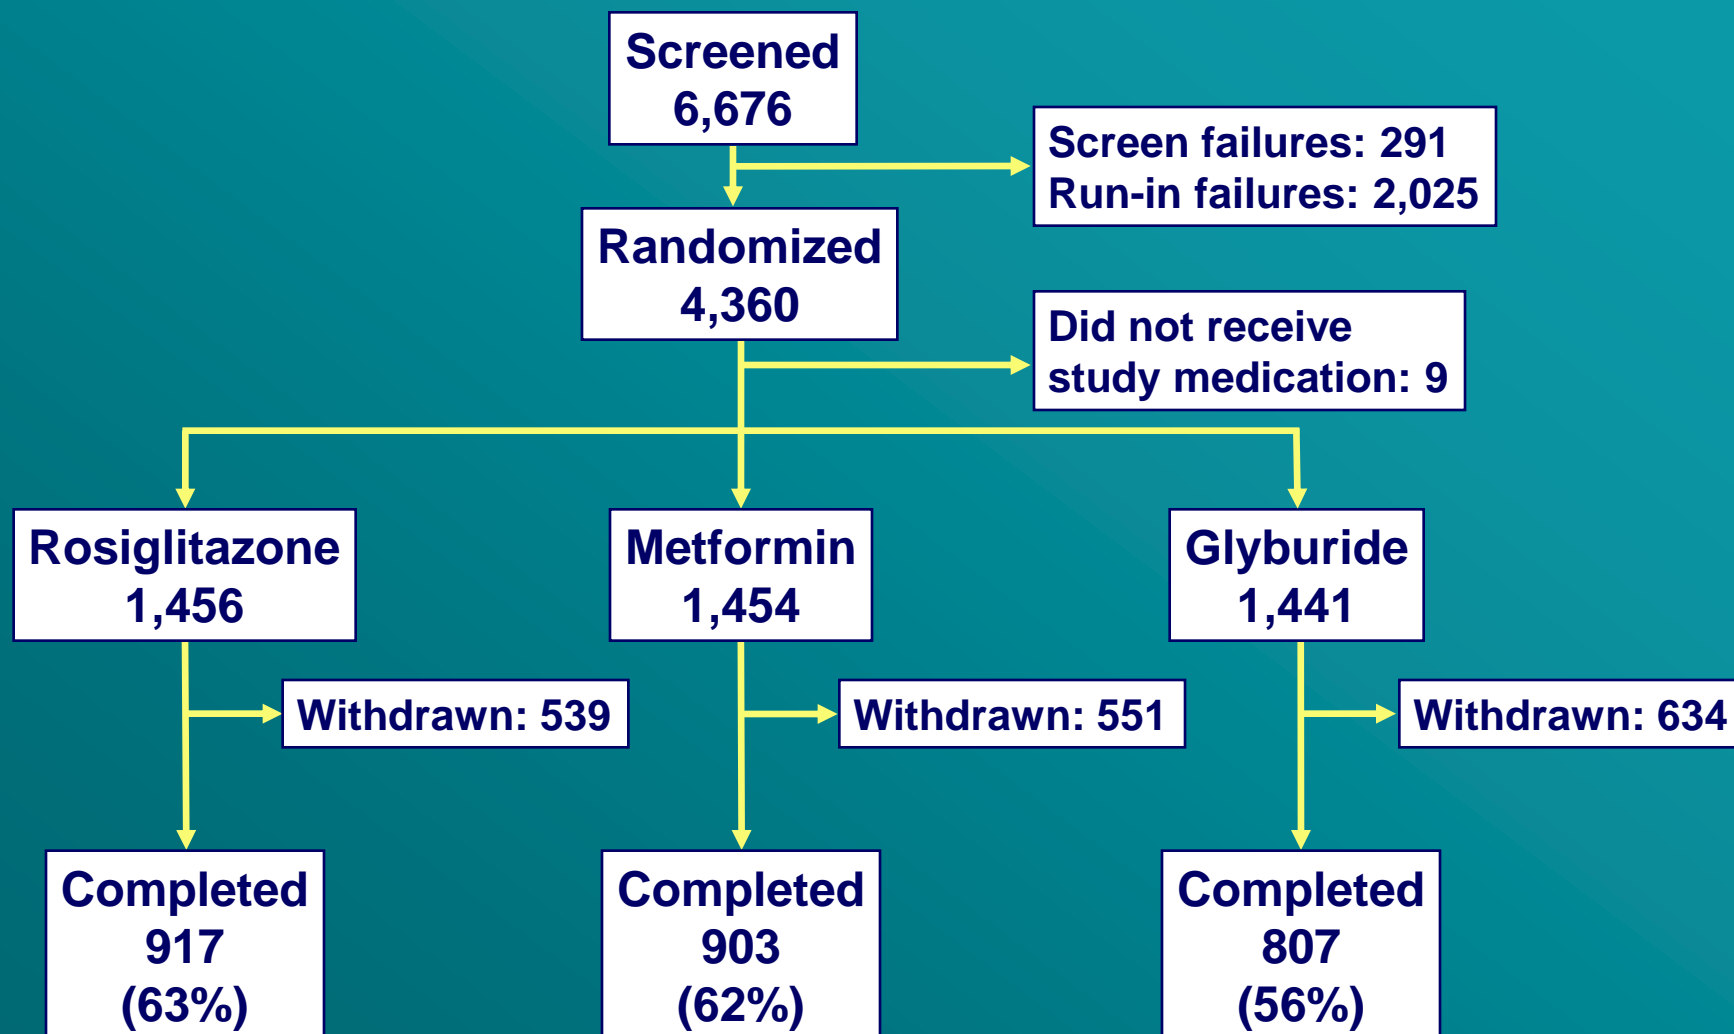 Screened
6,676
Screen failures: 291
Run-in failures: 2,025
Randomized
4,360
Did not receive
study medication: 9
Rosiglitazone
1,456
Metformin
1,454
Glyburide
1,441
Withdrawn: 539
Withdrawn: 551
Withdrawn: 634
Completed
917
(63%)
Completed
903
(62%)
Completed
807
(56%)